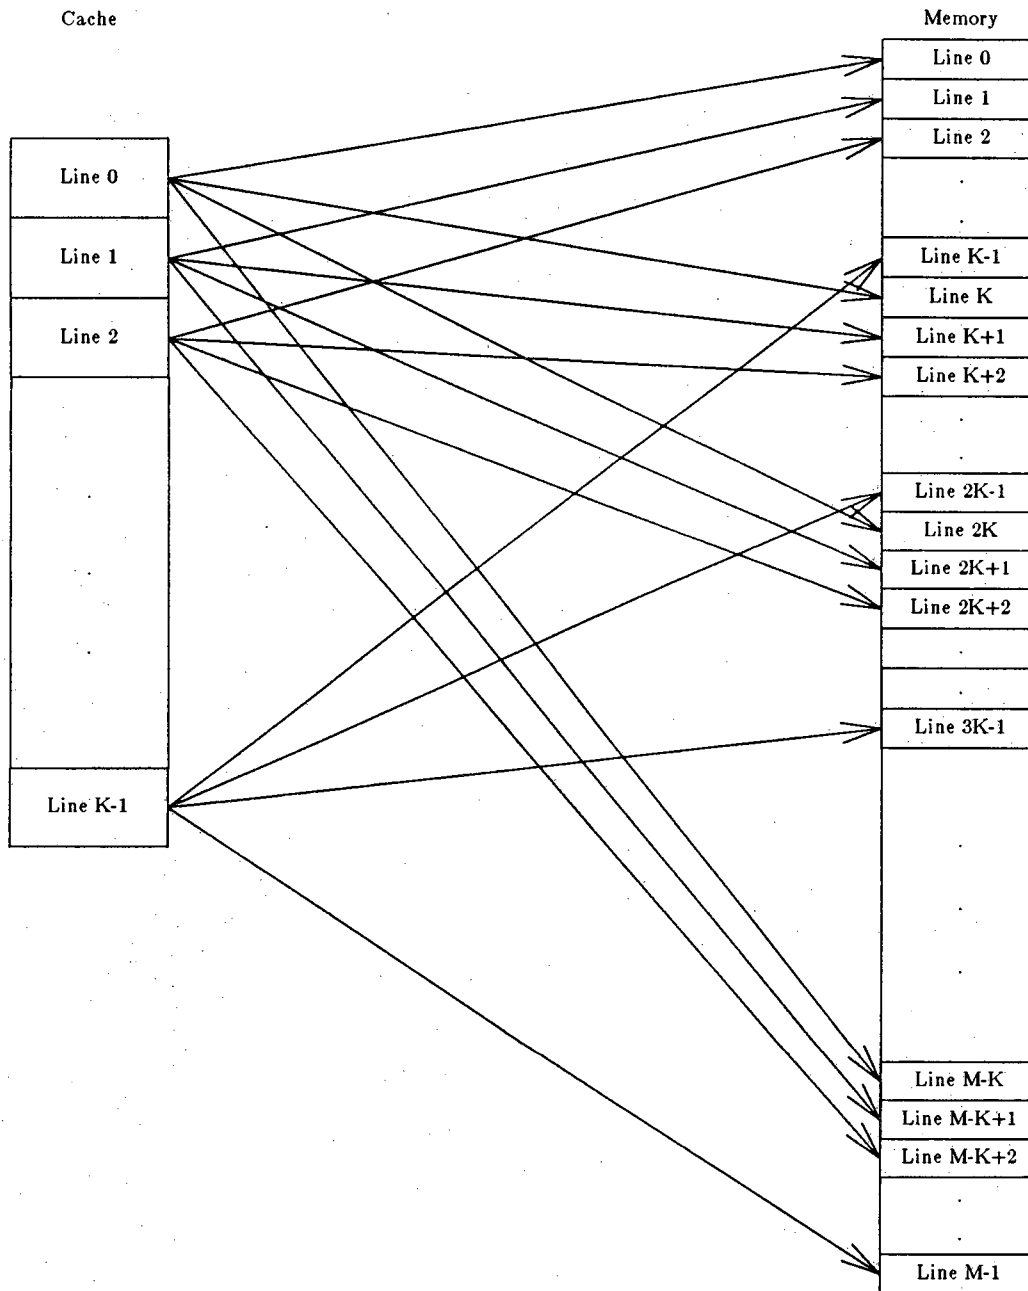 Cache
Line 0
Line 1
Line 2
Line K-1
Memory
Line 0
Line 1
Line 2
Line K-1
Line K
Line K+1
Line K+2
Line 2K-1
Line 2K
Line 2K+1
Line 2K+2
Line 3K-1
Line M-K
Line M-K+1
Line M-K+2
Line M-1